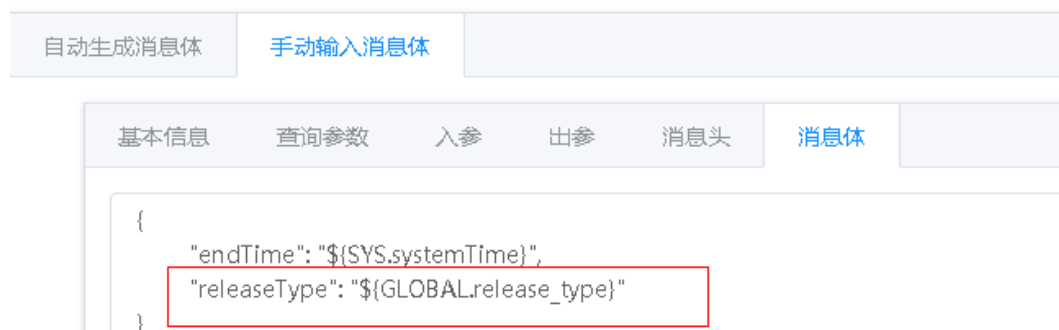 自动生成消息体 手动输入消息体
基本信息 查询参数 入参 出参 消息头 消息体
{
"endTime": "${SYS.systemTime}",
"releaseType": "${GLOBAL.release_type}"
}